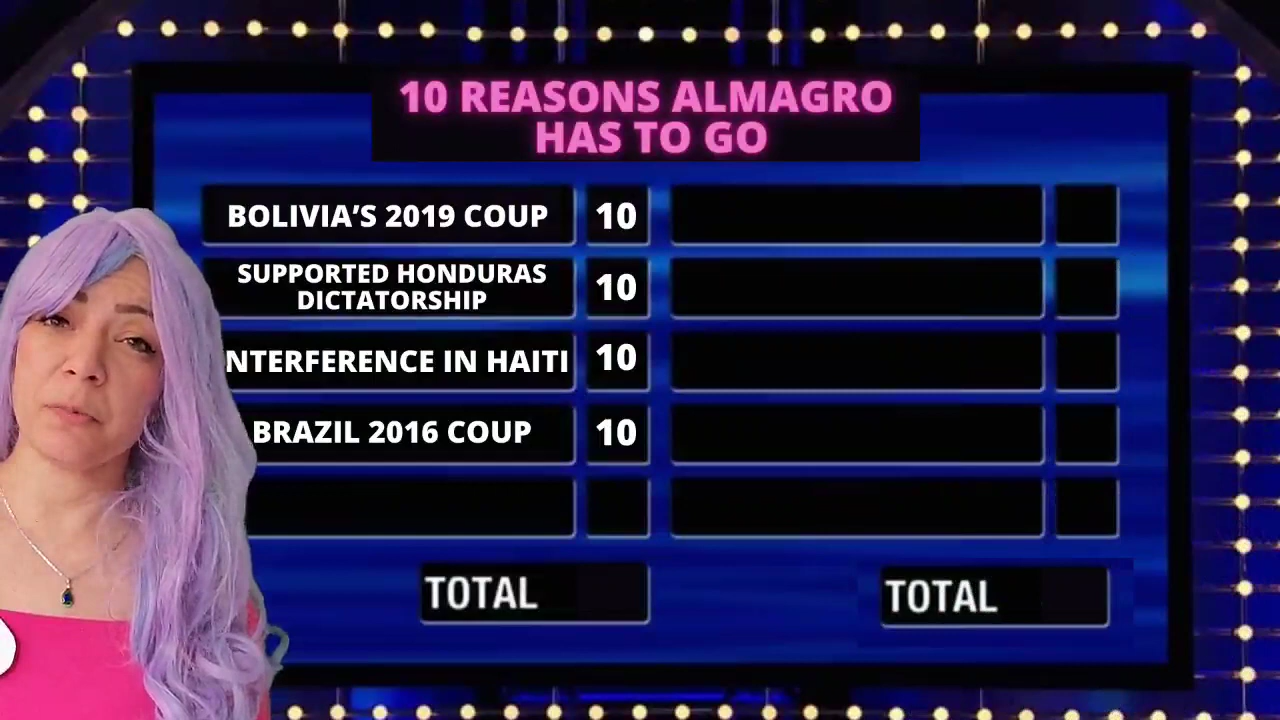 10 REASONS ALMAGRO
HAS TO GO
BOLIVIA'S 2019 COUP 10
SUPPORTED HONDURAS
DICTATORSHIP 10
NTERFERENCE IN HAITI 10
BRAZIL 2016 COUP 10
TOTAL TOTAL